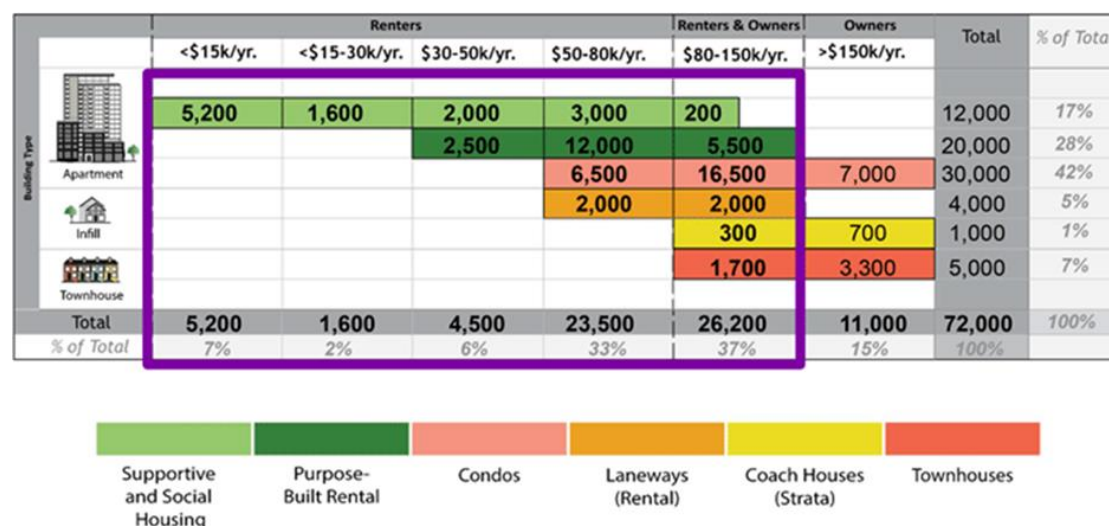 Renters
Renters & Owners
Owners
Total
% of Total
<$15k/yr.
<$15-30k/yr.
$30-50k/yr.
$50-80k/yr.
$80-150k/yr.
>$150k/yr.
Building Type
5,200 1,600 2,000 3,000 200 12,000 17%
2,500 12,000 5,500 20,000 28%
Apartment 6,500 16,500 7,000 30,000 42%
2,000 2,000 4,000 5%
Infill 300 700 1,000 1%
1,700 3,300 5,000 7%
Townhouse
Total 5,200 1,600 4,500 23,500 26,200 11,000 72,000 100%
% of Total 7% 2% 6% 33% 37% 15% 100%
Supportive
and Social
Housing
Purpose-
Built Rental
Condos
Laneways
(Rental)
Coach Houses
(Strata)
Townhouses